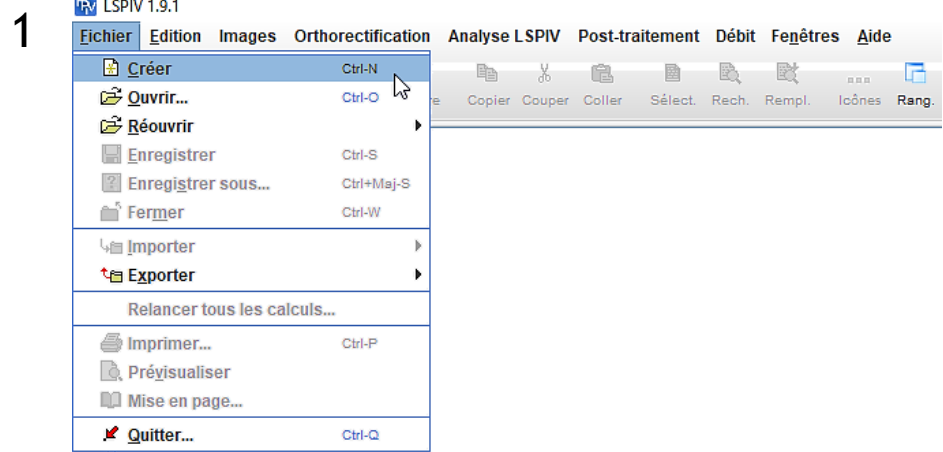 1
LSPIV 1.9.1
Fichier Edition Images Orthorectification Analyse LSPIV Post-traitement Débit Fenêtres Aide
Créer Ctrl-N
Ouvrir... Ctrl-O
Réouvrir
Enregistrer Ctrl-S
Enregistrer sous... Ctrl+Maj-S
Fermer Ctrl-W
Importer
Exporter
Relancer tous les calculs...
Imprimer... Ctrl-P
Prévisualiser
Mise en page...
Quitter... Ctrl-Q
Copier Couper Coller Sélect. Rech. Rempl. Icônes Rang.